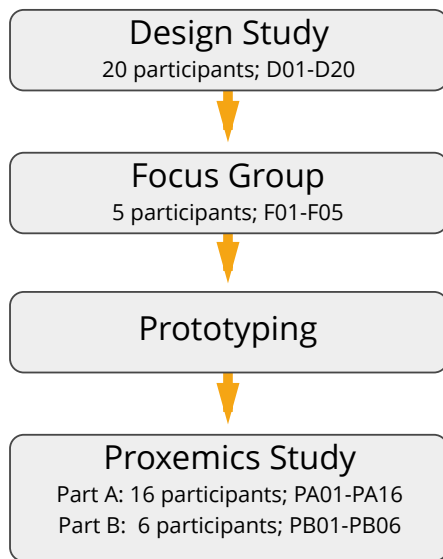 Design Study
20 participants; D01-D20
Focus Group
5 participants; F01-F05
Prototyping
Proxemics Study
Part A: 16 participants; PA01-PA16
Part B:  6 participants; PB01-PB06